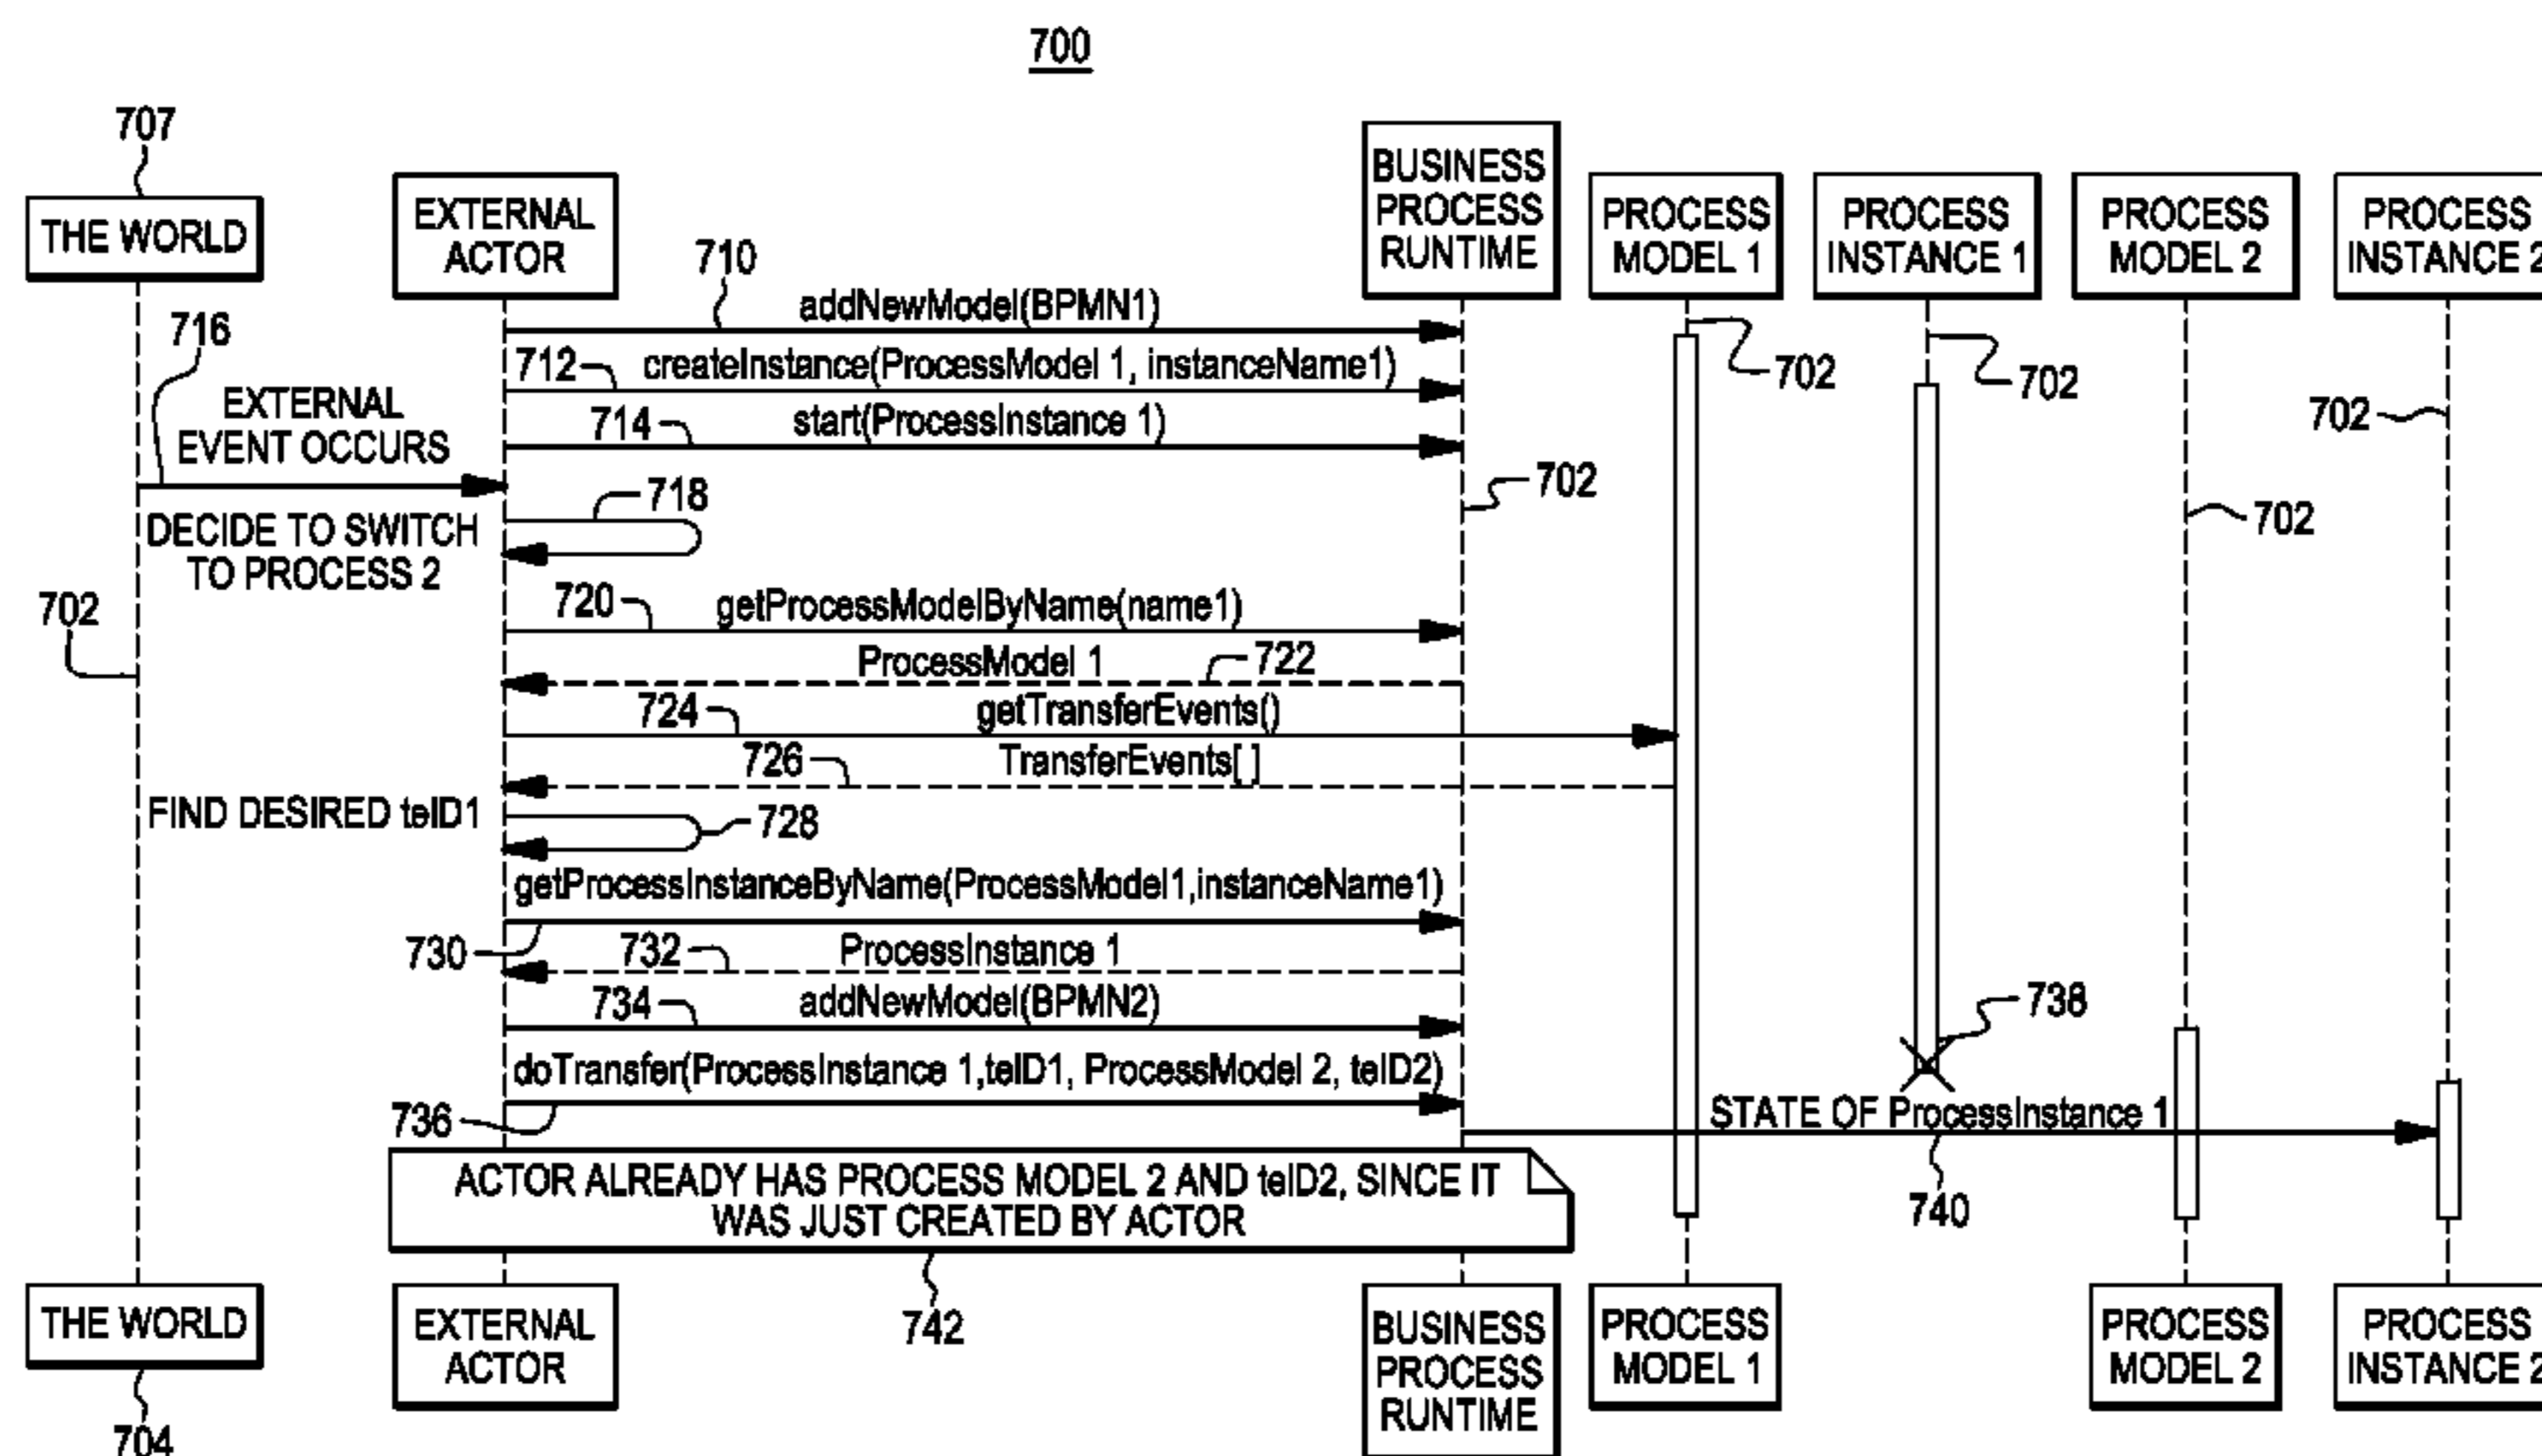 700
707
THE WORLD
EXTERNAL
ACTOR
BUSINESS
PROCESS
RUNTIME
PROCESS
MODEL 1
PROCESS
INSTANCE 1
PROCESS
MODEL 2
PROCESS
INSTANCE 2
710
addNewModel(BPMN1)
716
712
createInstance(ProcessModel 1, instanceName1)
702
702
EXTERNAL
EVENT OCCURS
714
start(ProcessInstance 1)
702
702
718
702
DECIDE TO SWITCH
TO PROCESS 2
702
720
getProcessModelByName(name1)
ProcessModel 1
722
724
getTransferEvents()
726
TransferEvents[ ]
FIND DESIRED teID1
728
getProcessInstanceByName(ProcessModel1,instanceName1)
730
732
ProcessInstance 1
734
addNewModel(BPMN2)
738
doTransfer(ProcessInstance 1,teID1, ProcessModel 2, teID2)
736
STATE OF ProcessInstance 1
740
ACTOR ALREADY HAS PROCESS MODEL 2 AND teID2, SINCE IT
WAS JUST CREATED BY ACTOR
742
THE WORLD
EXTERNAL
ACTOR
BUSINESS
PROCESS
RUNTIME
PROCESS
MODEL 1
PROCESS
MODEL 2
PROCESS
INSTANCE 2
704